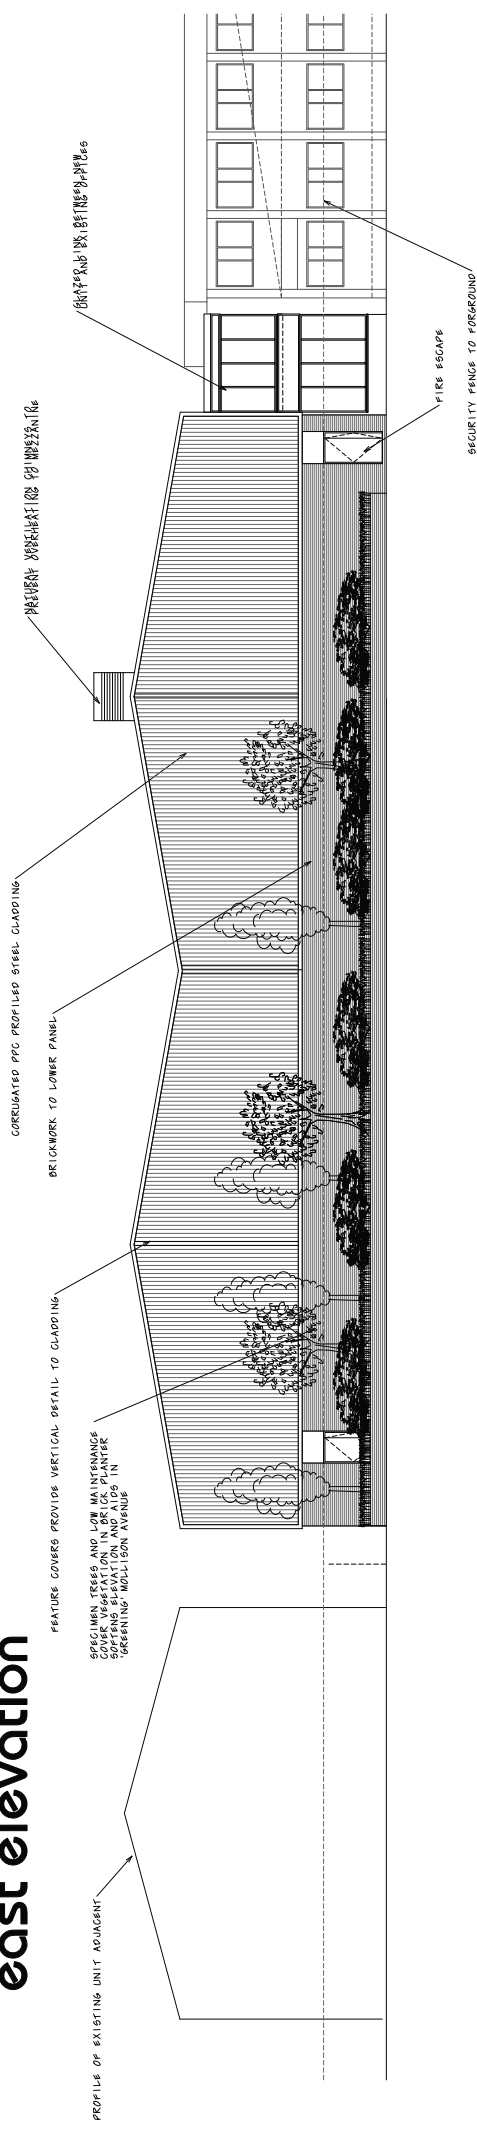 east elevation
PROFILE OF EXISTING UNIT ADJACENT
FEATURE COVERS PROVIDE VERTICAL DETAIL TO CLADDING
SPECIMEN TREES AND LOW MAINTENANCE
COVER VEGETATION IN BRICK PLANTER
SOFTENS ELEVATION AND AIDS IN
'GREENING' MOLLISON AVENUE
BRICKWORK TO LOWER PANEL
CORRUGATED PPC PROFILED STEEL CLADDING
NATURAL VENTILATION CHIMNEYS TO
PREVENT OVERHEATING TO MEZZANINE
GLAZED LINK BETWEEN NEW
UNIT AND EXISTING OFFICES
FIRE ESCAPE
SECURITY FENCE TO FORGROUND